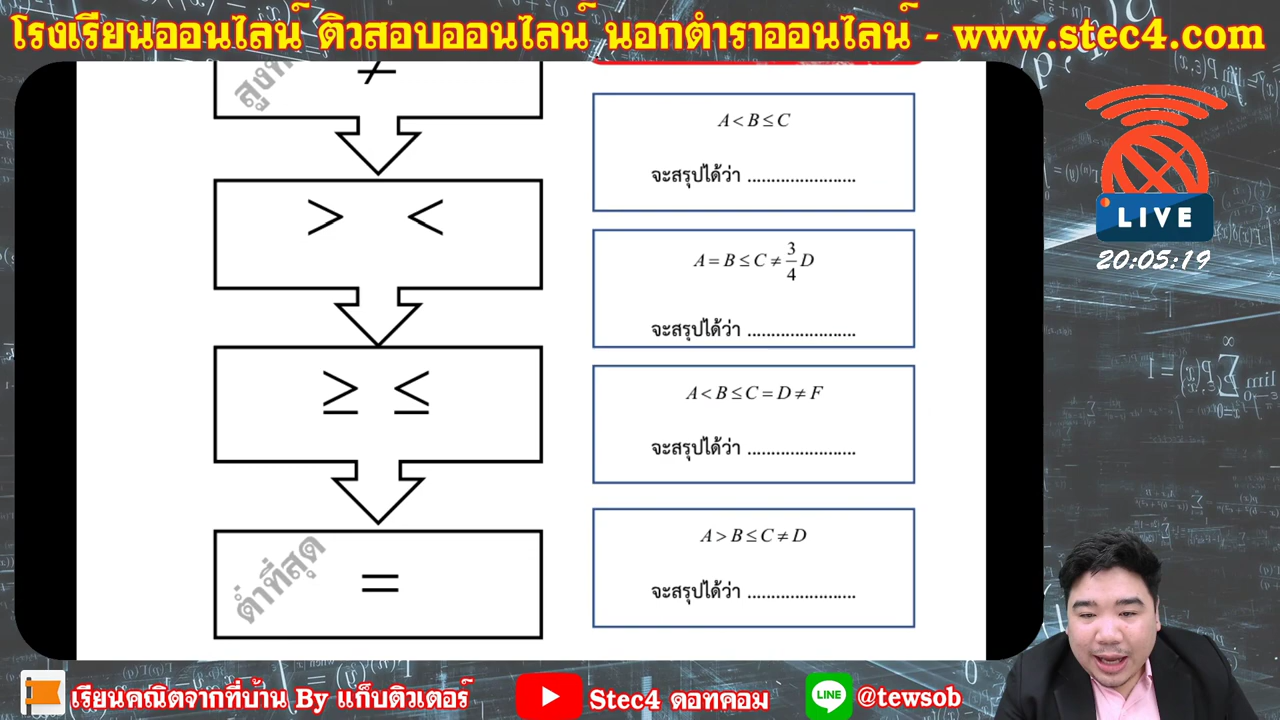 โรงเรียนออนไลน์ ติวสอบออนไลน์ นอกตำราออนไลน์ - www.stec4.com
≠
> <
≥ ≤
ต่ำที่สุด
=
A < B ≤ C
จะสรุปได้ว่า .......................
A = B ≤ C ≠ 3/4 D
จะสรุปได้ว่า .......................
A < B ≤ C = D ≠ F
จะสรุปได้ว่า .......................
A > B ≤ C ≠ D
จะสรุปได้ว่า .......................
LIVE
20:05:19
เรียนคณิตจากที่บ้าน By แก็บติวเตอร์
Stec4 ดอทคอม
LINE
@tewsob